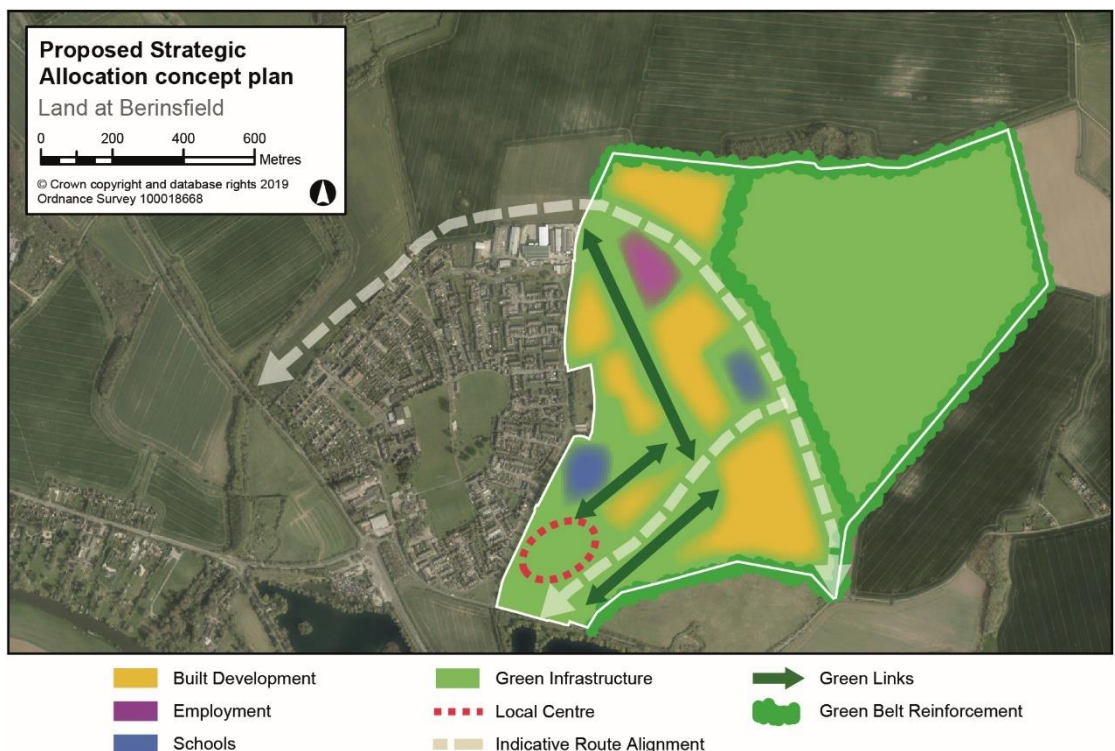 Proposed Strategic
Allocation concept plan
Land at Berinsfield
0 200 400 600
Metres
© Crown copyright and database rights 2019
Ordnance Survey 100018668
Built Development
Employment
Schools
Green Infrastructure
Local Centre
Indicative Route Alignment
Green Links
Green Belt Reinforcement